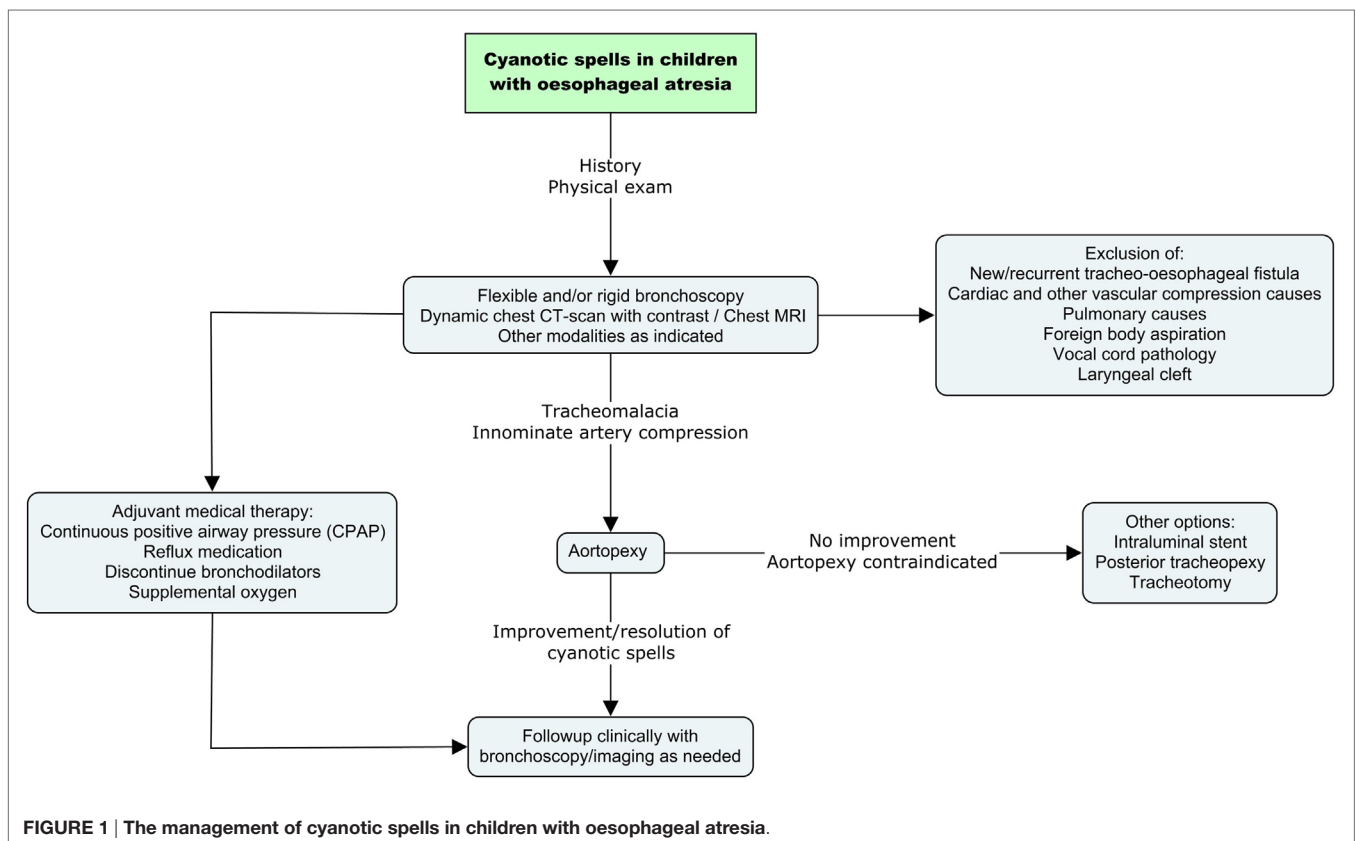 Cyanotic spells in children
with oesophageal atresia
History
Physical exam
Flexible and/or rigid bronchoscopy
Dynamic chest CT-scan with contrast / Chest MRI
Other modalities as indicated
Exclusion of:
New/recurrent tracheo-oesophageal fistula
Cardiac and other vascular compression causes
Pulmonary causes
Foreign body aspiration
Vocal cord pathology
Laryngeal cleft
Tracheomalacia
Innominate artery compression
Adjuvant medical therapy:
Continuous positive airway pressure (CPAP)
Reflux medication
Discontinue bronchodilators
Supplemental oxygen
Aortopexy
No improvement
Aortopexy contraindicated
Other options:
Intraluminal stent
Posterior tracheopexy
Tracheotomy
Improvement/resolution of
cyanotic spells
Followup clinically with
bronchoscopy/imaging as needed
FIGURE 1 | The management of cyanotic spells in children with oesophageal atresia.